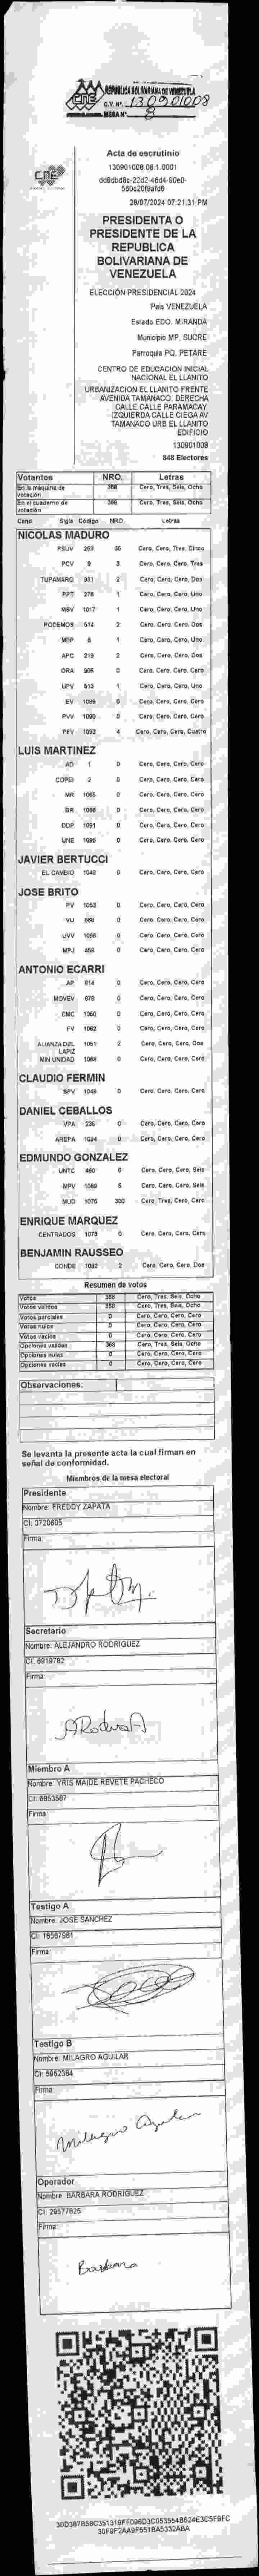 REPUBLICA BOLIVARIANA DE VENEZUELA
CNE C.V. Nº. 130901008
MESA Nº 8
CNE
Acta de escrutinio
130901008.08.1.0001
28/07/2024 07:21:31 PM
PRESIDENTA O
PRESIDENTE DE LA
REPUBLICA
BOLIVARIANA DE
VENEZUELA
ELECCIÓN PRESIDENCIAL 2024
País VENEZUELA
Estado EDO. MIRANDA
Municipio MP. SUCRE
Parroquia PQ. PETARE
CENTRO DE EDUCACION INICIAL
NACIONAL EL LLANITO
URBANIZACION EL LLANITO FRENTE
AVENIDA TAMANACO. DERECHA
CALLE CALLE PARAMACAY.
IZQUIERDA CALLE CIEGA AV
TAMANACO URB EL LLANITO
EDIFICIO
130901008
848 Electores
Votantes NRO. Letras
En la máquina de votación 368 Cero, Tres, Seis, Ocho
En el cuaderno de votación 368 Cero, Tres, Seis, Ocho
Cand Sigla Código NRO. Letras
NICOLAS MADURO
PSUV 269 Cero, Cero, Tres, Cinco
PCV 9 3 Cero, Cero, Cero, Tres
TUPAMARO 931 2 Cero, Cero, Cero, Dos
PPT 276 1 Cero, Cero, Cero, Uno
MSV 1017 1 Cero, Cero, Cero, Uno
PODEMOS 514 2 Cero, Cero, Cero, Dos
MEP 8 1 Cero, Cero, Cero, Uno
APC 219 2 Cero, Cero, Cero, Dos
ORA 905 0 Cero, Cero, Cero, Cero
UPV 513 1 Cero, Cero, Cero, Uno
EV 1089 0 Cero, Cero, Cero, Cero
PVV 1090 0 Cero, Cero, Cero, Cero
PFV 1093 4 Cero, Cero, Cero, Cuatro
LUIS MARTINEZ
AD 1 0 Cero, Cero, Cero, Cero
COPEI 2 0 Cero, Cero, Cero, Cero
MR 1065 0 Cero, Cero, Cero, Cero
BR 1066 0 Cero, Cero, Cero, Cero
DDP 1091 0 Cero, Cero, Cero, Cero
UNE 1095 0 Cero, Cero, Cero, Cero
JAVIER BERTUCCI
EL CAMBIO 1042 0 Cero, Cero, Cero, Cero
JOSE BRITO
PV 1053 0 Cero, Cero, Cero, Cero
VU 980 0 Cero, Cero, Cero, Cero
UVV 1096 0 Cero, Cero, Cero, Cero
MPJ 458 0 Cero, Cero, Cero, Cero
ANTONIO ECARRI
AP 814 0 Cero, Cero, Cero, Cero
MOVEV 878 0 Cero, Cero, Cero, Cero
CMC 1050 0 Cero, Cero, Cero, Cero
FV 1062 0 Cero, Cero, Cero, Cero
ALIANZA DEL LAPIZ 1051 2 Cero, Cero, Cero, Dos
MIN UNIDAD 1068 0 Cero, Cero, Cero, Cero
CLAUDIO FERMIN
SPV 1049 0 Cero, Cero, Cero, Cero
DANIEL CEBALLOS
VPA 236 0 Cero, Cero, Cero, Cero
AREPA 1094 0 Cero, Cero, Cero, Cero
EDMUNDO GONZALEZ
UNTC 480 6 Cero, Cero, Cero, Seis
MPV 1069 5 Cero, Cero, Cero, Seis
MUD 1076 300 Cero, Tres, Cero, Cero
ENRIQUE MARQUEZ
CENTRADOS 1073 0 Cero, Cero, Cero, Cero
BENJAMIN RAUSSEO
CONDE 1092 2 Cero, Cero, Cero, Dos
Resumen de votos
Votos 368 Cero, Tres, Seis, Ocho
Votos válidos 368 Cero, Tres, Seis, Ocho
Votos parciales 0 Cero, Cero, Cero, Cero
Votos nulos 0 Cero, Cero, Cero, Cero
Votos vacíos 0 Cero, Cero, Cero, Cero
Opciones válidas 368 Cero, Tres, Seis, Ocho
Opciones nulas 0 Cero, Cero, Cero, Cero
Opciones vacías 0 Cero, Cero, Cero, Cero
Observaciones:
Se levanta la presente acta la cual firman en
señal de conformidad.
Miembros de la mesa electoral
Presidente
Nombre: FREDDY ZAPATA
CI: 3720605
Firma:
Secretario
Nombre: ALEJANDRO RODRIGUEZ
CI: 6919782
Firma:
Miembro A
Nombre: YRIS MAIDE REVETE PACHECO
CI: 6853587
Firma:
Testigo A
Nombre: JOSE SANCHEZ
CI: 16587981
Firma:
Testigo B
Nombre: MILAGRO AGUILAR
CI: 5962384
Firma:
Milagro Aguilar
Operador
Nombre: BARBARA RODRIGUEZ
CI: 29577825
Firma:
Barbara